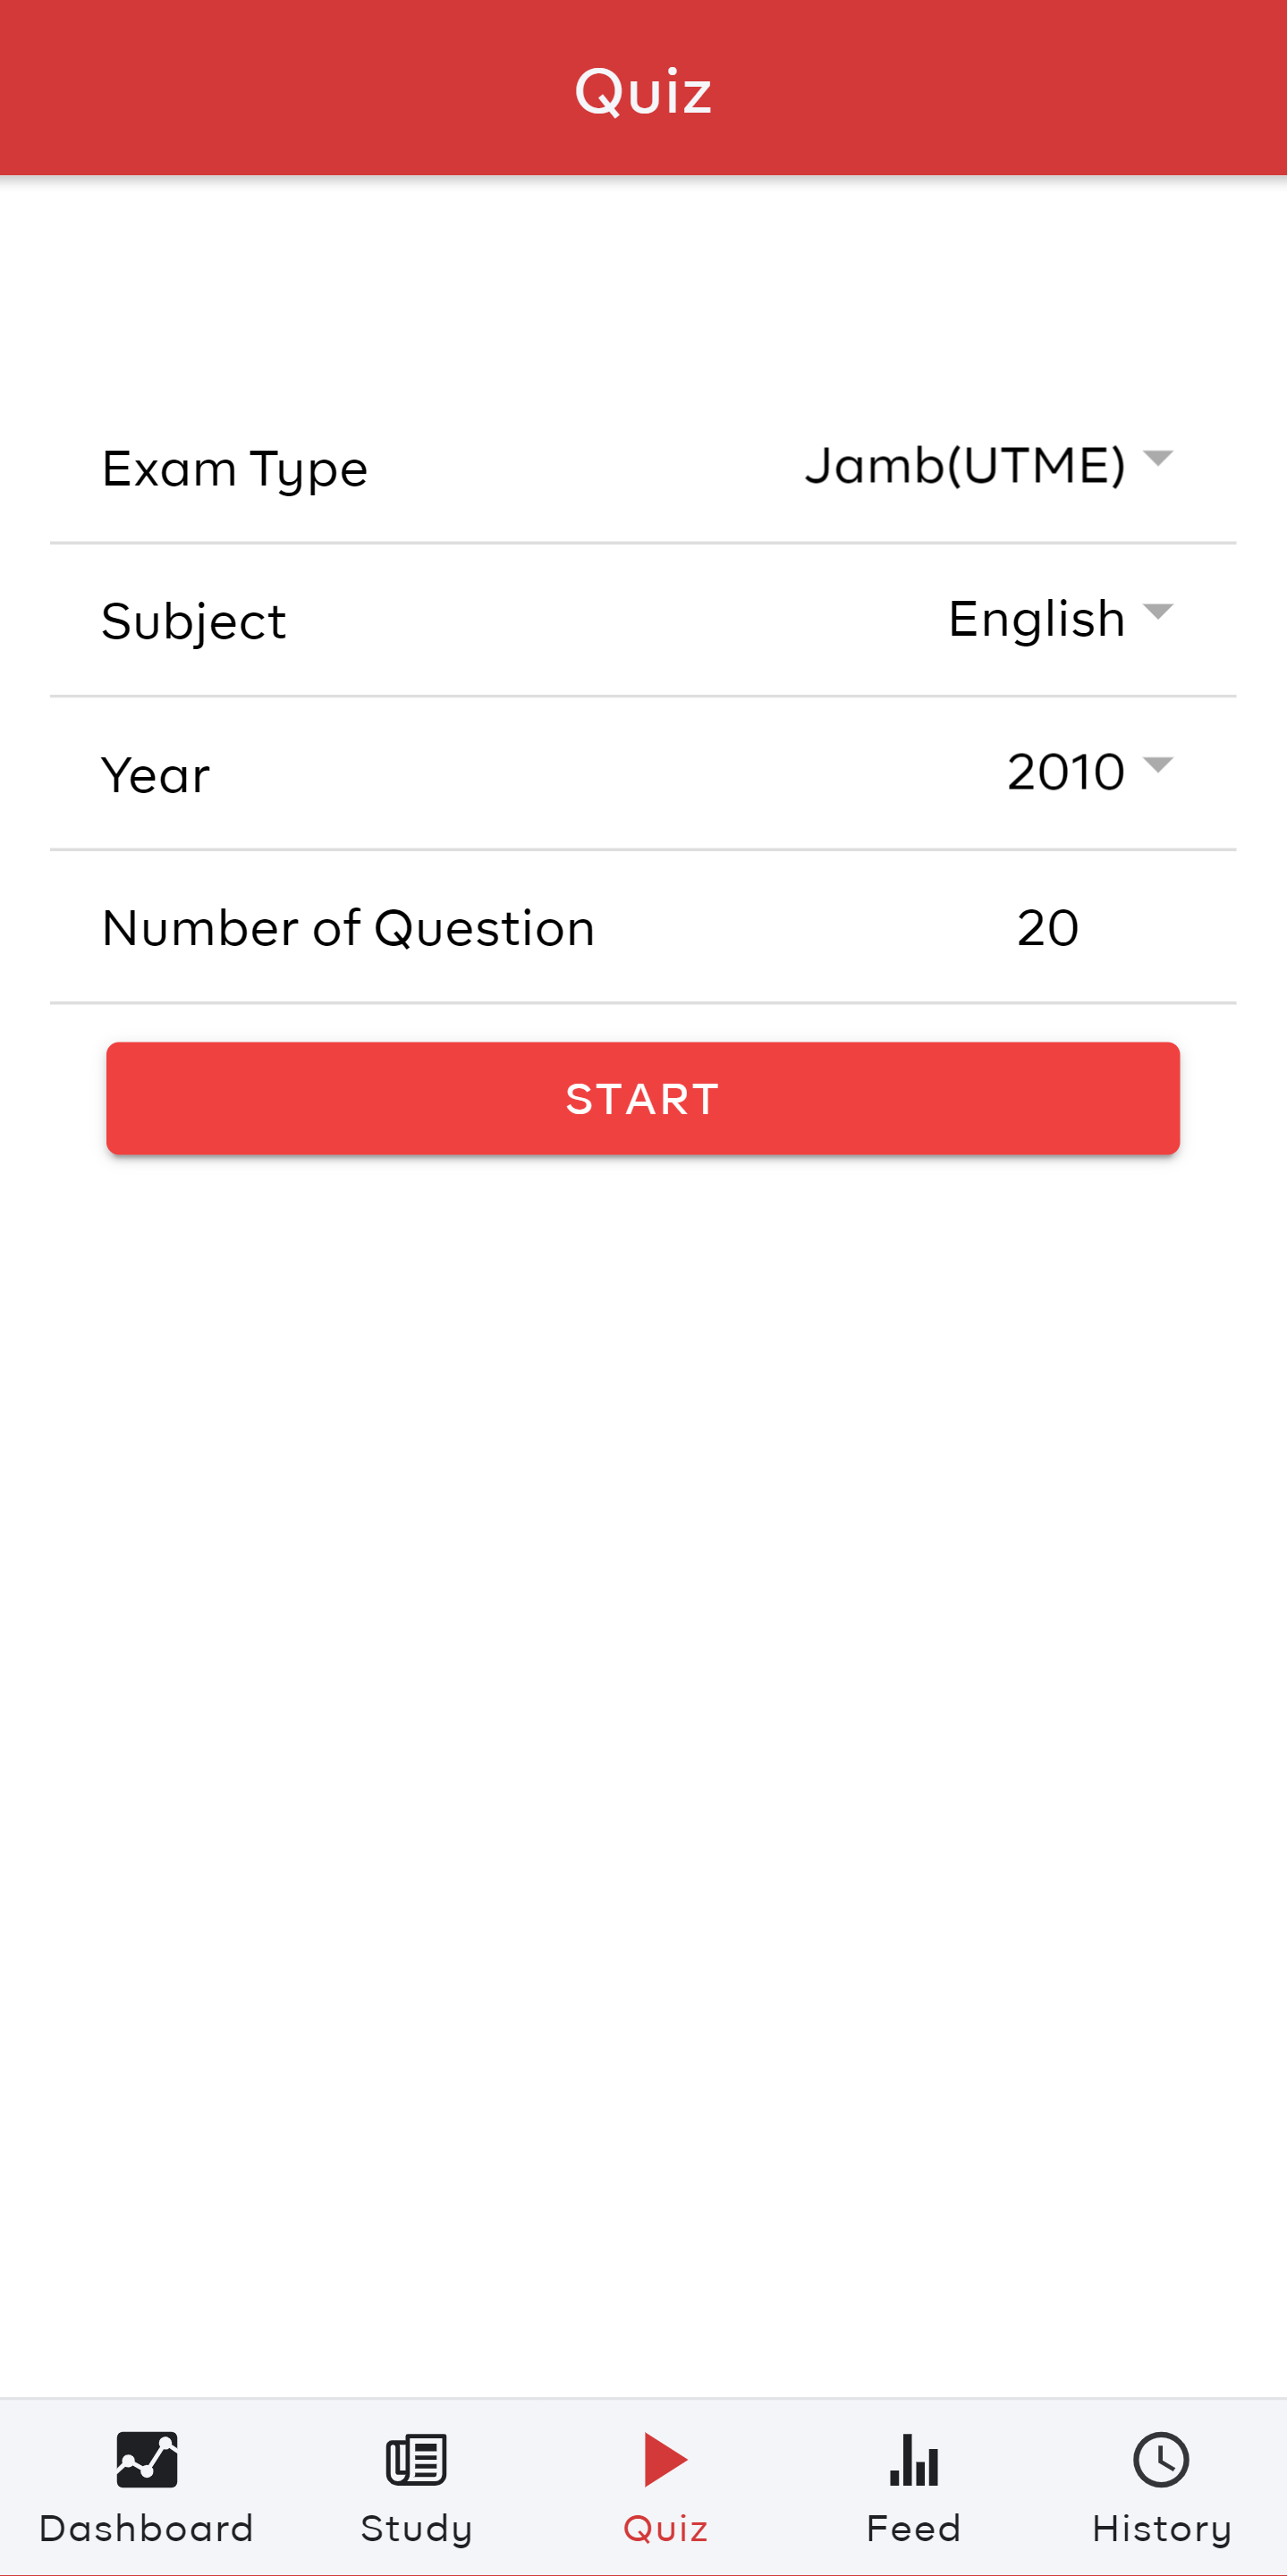 Quiz
Exam Type Jamb(UTME)
Subject English
Year 2010
Number of Question 20
START
Dashboard Study Quiz Feed History